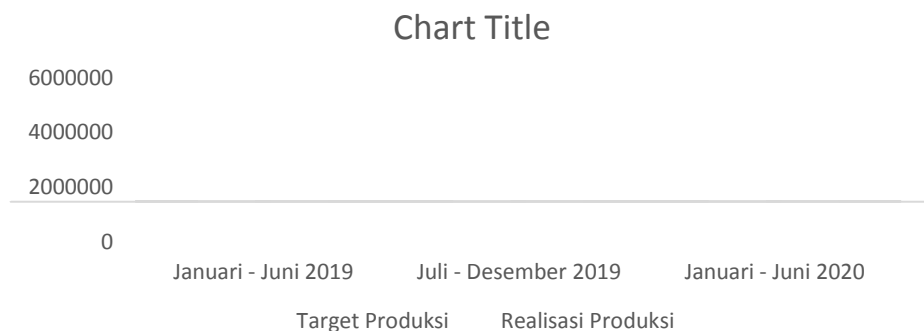 Chart Title
6000000
4000000
2000000
0
Januari - Juni 2019 Juli - Desember 2019 Januari - Juni 2020
Target Produksi Realisasi Produksi